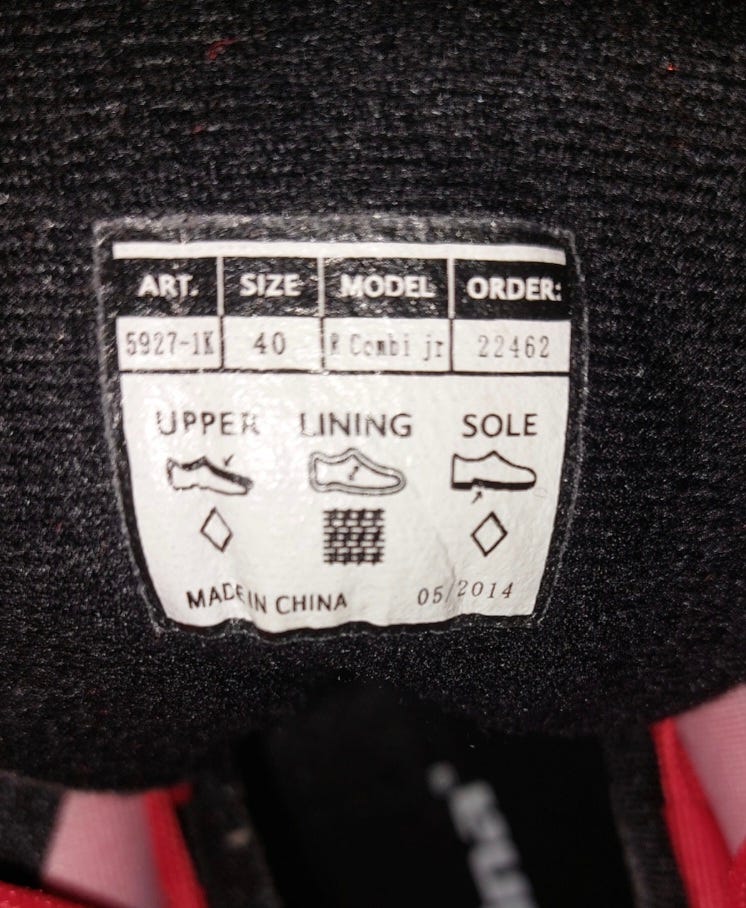 ART. SIZE MODEL ORDER:
5927-1K 40 R Combi jr 22462
UPPER LINING SOLE
MADE IN CHINA 05/2014